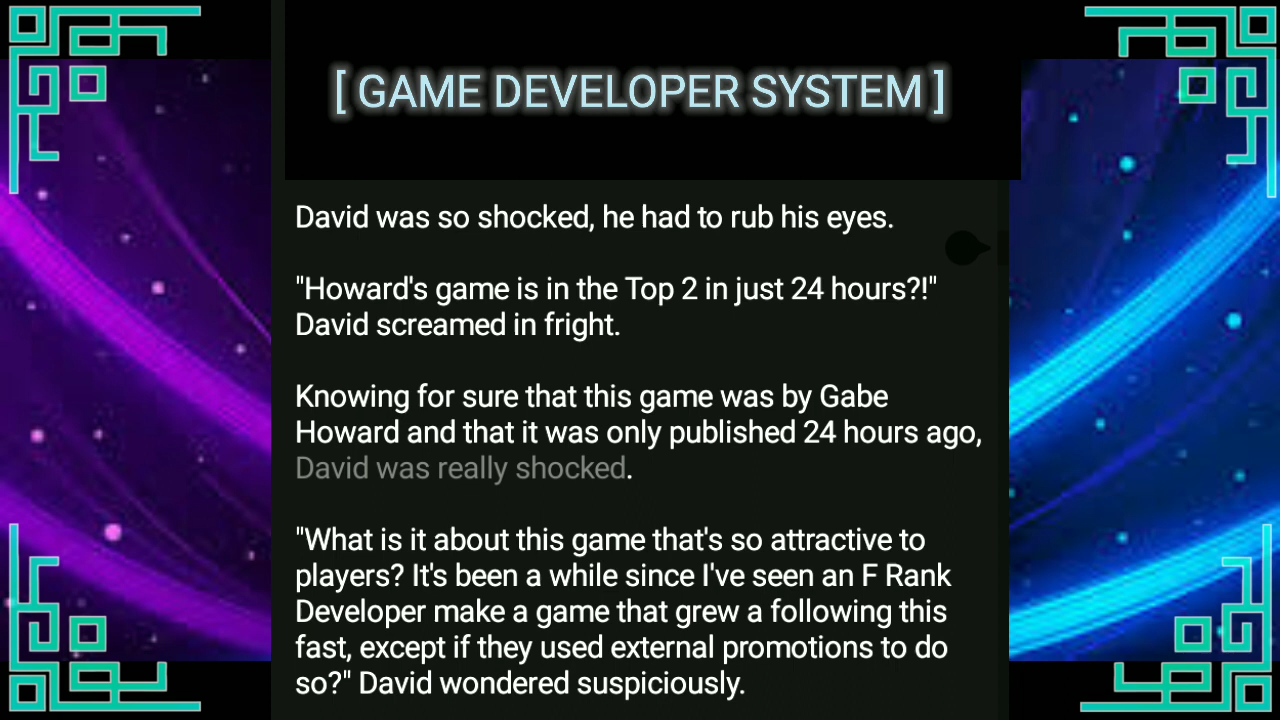 [ GAME DEVELOPER SYSTEM ]
David was so shocked, he had to rub his eyes.
"Howard's game is in the Top 2 in just 24 hours?!"
David screamed in fright.
Knowing for sure that this game was by Gabe
Howard and that it was only published 24 hours ago,
David was really shocked.
"What is it about this game that's so attractive to
players? It's been a while since I've seen an F Rank
Developer make a game that grew a following this
fast, except if they used external promotions to do
so?" David wondered suspiciously.